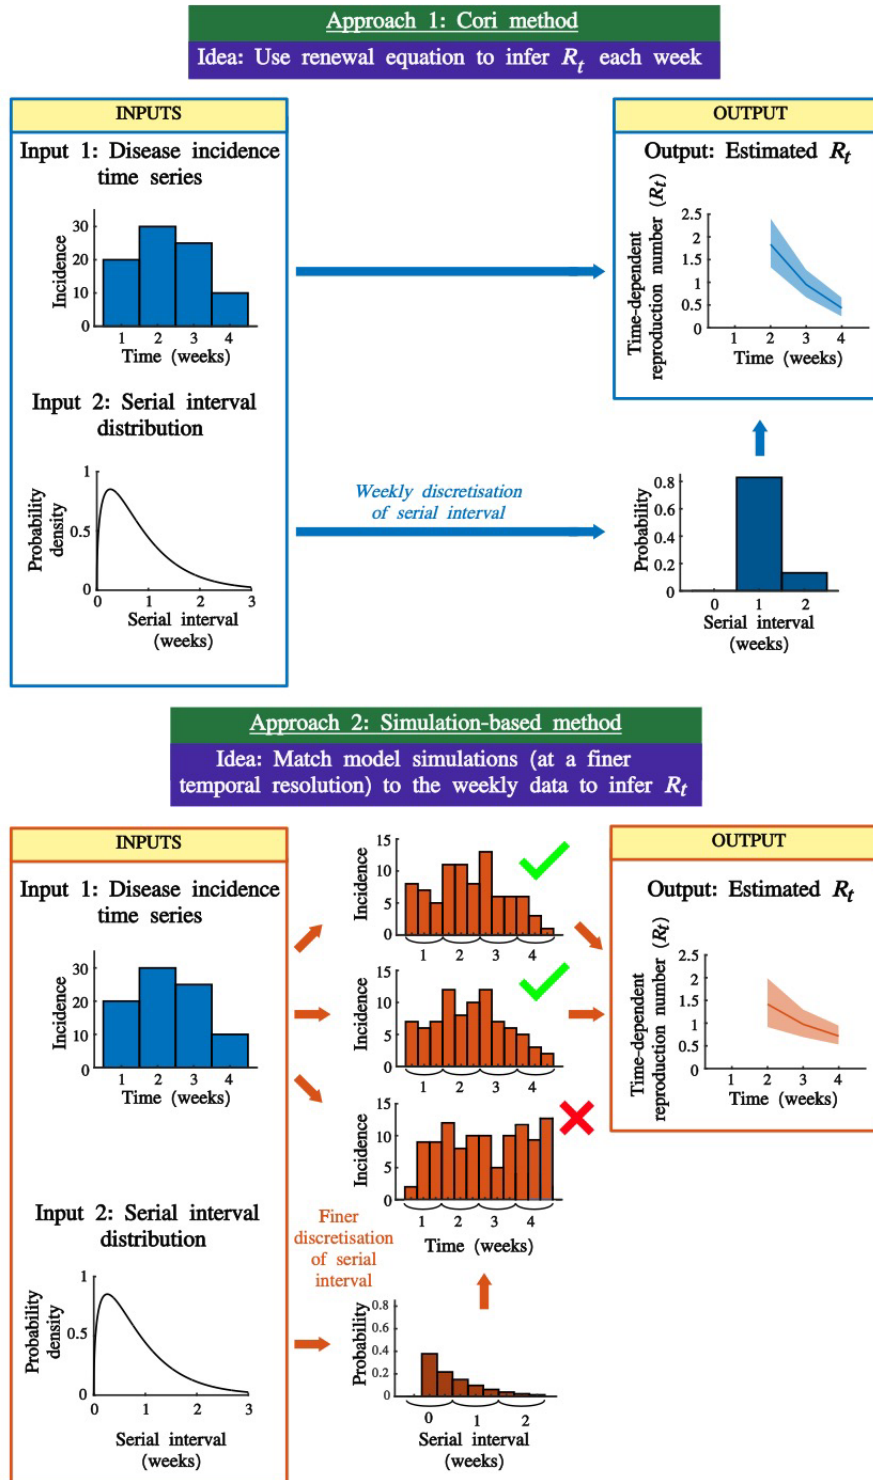 Approach 1: Cori method
Idea: Use renewal equation to infer Rt each week
INPUTS
Input 1: Disease incidence
time series
Incidence
30
20
10
0
1 2 3 4
Time (weeks)
Input 2: Serial interval
distribution
Probability
density
1
0.5
0
0 1 2 3
Serial interval
(weeks)
Weekly discretisation
of serial interval
OUTPUT
Output: Estimated Rt
Time-dependent
reproduction number (Rt)
2.5
2
1.5
1
0.5
0
1 2 3 4
Time (weeks)
Probability
0.8
0.6
0.4
0.2
0
0 1 2
Serial interval
(weeks)
Approach 2: Simulation-based method
Idea: Match model simulations (at a finer
temporal resolution) to the weekly data to infer Rt
INPUTS
Input 1: Disease incidence
time series
Incidence
30
20
10
0
1 2 3 4
Time (weeks)
Input 2: Serial interval
distribution
Probability
density
1
0.5
0
0 1 2 3
Serial interval
(weeks)
Incidence
15
10
5
0
1 2 3 4
Incidence
15
10
5
0
1 2 3 4
Incidence
15
10
5
0
1 2 3 4
Time (weeks)
Finer
discretisation
of serial
interval
Probability
0.8
0.6
0.4
0.2
0
0 1 2
Serial interval
(weeks)
OUTPUT
Output: Estimated Rt
Time-dependent
reproduction number (Rt)
2.5
2
1.5
1
0.5
0
1 2 3 4
Time (weeks)